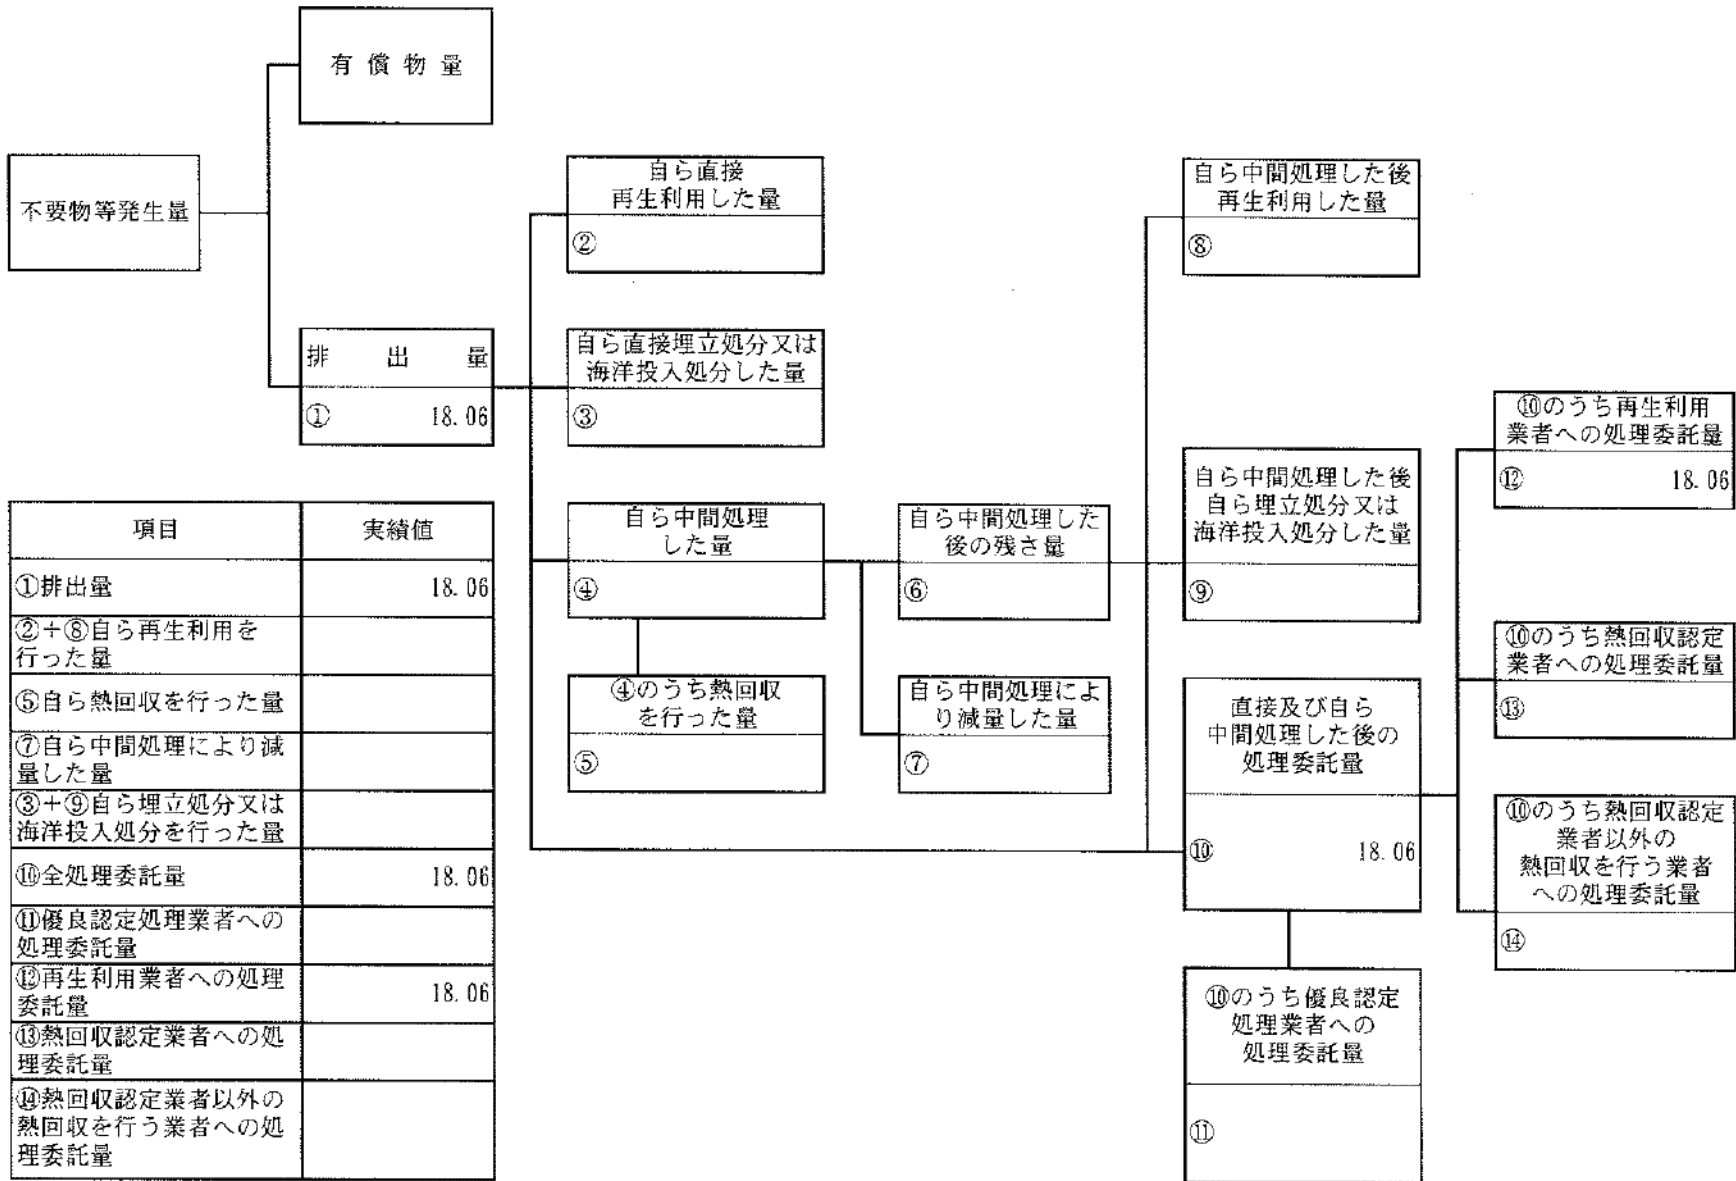 有償物量
不要物等発生量
排出量
① 18.06
自ら直接
再生利用した量
②
自ら直接埋立処分又は
海洋投入処分した量
③
自ら中間処理
した量
④
④のうち熱回収
を行った量
⑤
自ら中間処理した
後の残さ量
⑥
自ら中間処理によ
り減量した量
⑦
自ら中間処理した後
再生利用した量
⑧
自ら中間処理した後
自ら埋立処分又は
海洋投入処分した量
⑨
直接及び自ら
中間処理した後の
処理委託量
⑩ 18.06
⑩のうち優良認定
処理業者への
処理委託量
⑪
⑩のうち再生利用
業者への処理委託量
⑫ 18.06
⑩のうち熱回収認定
業者への処理委託量
⑬
⑩のうち熱回収認定
業者以外の
熱回収を行う業者
への処理委託量
⑭
項目 実績値
①排出量 18.06
②+⑧自ら再生利用を
行った量
⑤自ら熱回収を行った量
⑦自ら中間処理により減
量した量
③+⑨自ら埋立処分又は
海洋投入処分を行った量
⑩全処理委託量 18.06
⑪優良認定処理業者への
処理委託量
⑫再生利用業者への処理
委託量 18.06
⑬熱回収認定業者への処
理委託量
⑭熱回収認定業者以外の
熱回収を行う業者への処
理委託量